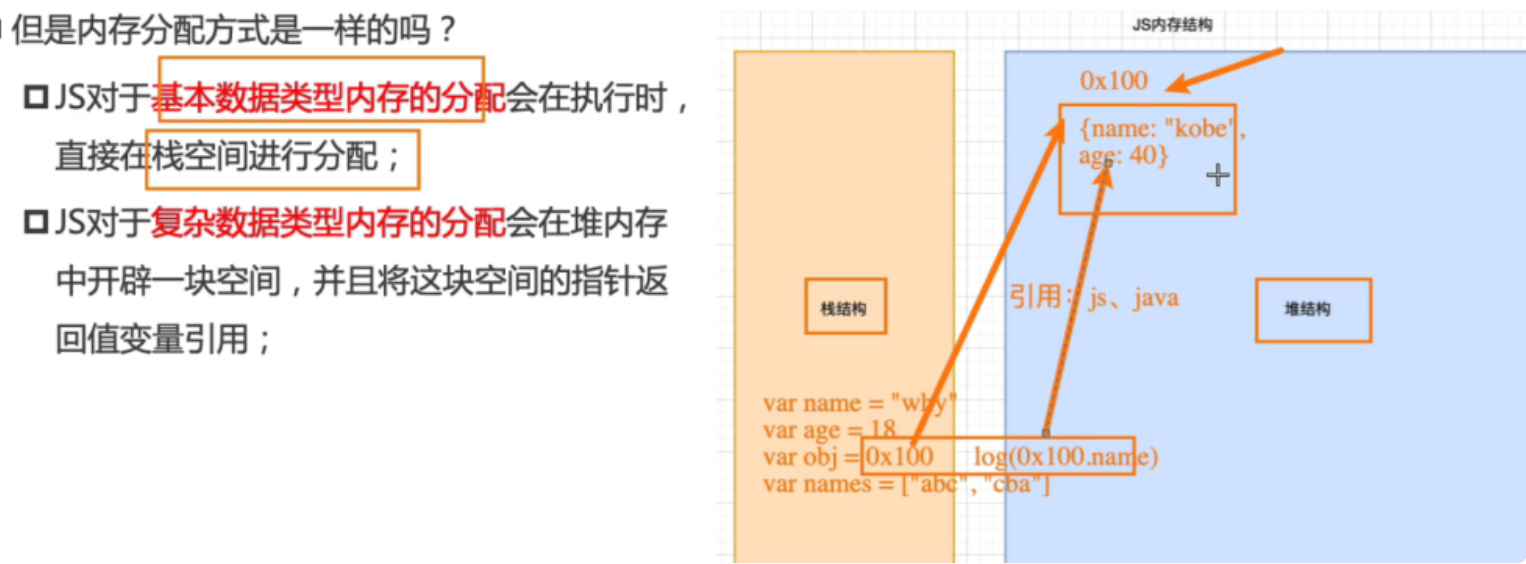 但是内存分配方式是一样的吗？
JS对于基本数据类型内存的分配会在执行时，
直接在栈空间进行分配；
JS对于复杂数据类型内存的分配会在堆内存
中开辟一块空间，并且将这块空间的指针返
回值变量引用；
JS内存结构
0x100
{name: "kobe",
age: 40}
引用：js、java
栈结构
堆结构
var name = "why"
var age = 18
var obj = 0x100 log(0x100.name)
var names = ["abc", "cba"]